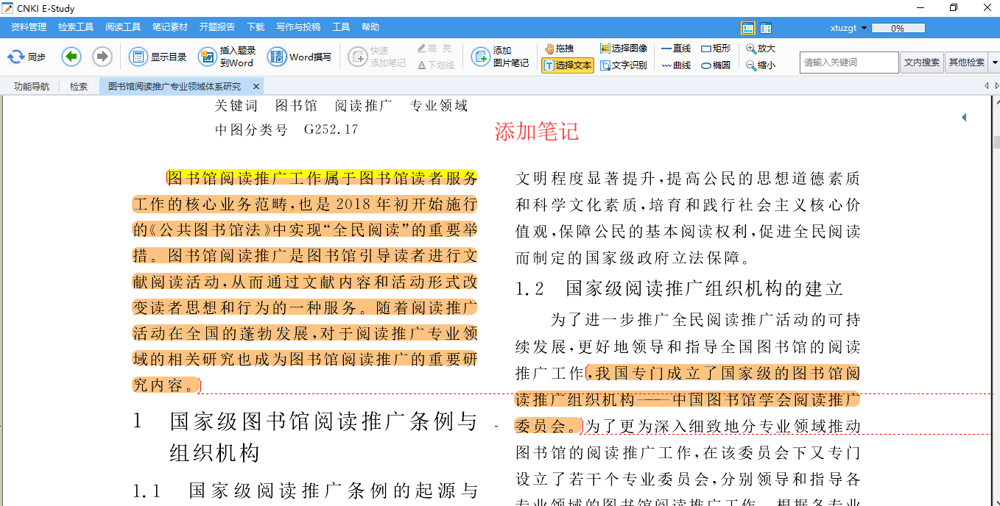 CNKI E-Study
资料管理 检索工具 阅读工具 笔记素材 开题报告 下载 写作与投稿 工具 帮助 xtuzgt 0%
同步 显示目录 插入题录到Word Word撰写 快速添加笔记 高亮 下划线 添加图片笔记 拖拽 选择文本 选择图像 文字识别 直线 曲线 矩形 椭圆 放大 缩小 请输入关键词 文内搜索 其他检索
功能导航 检索 图书馆阅读推广专业领域体系研究
关键词 图书馆 阅读推广 专业领域
中图分类号 G252.17
添加笔记
图书馆阅读推广工作属于图书馆读者服务
工作的核心业务范畴,也是2018年初开始施行
的《公共图书馆法》中实现“全民阅读”的重要举
措。图书馆阅读推广是图书馆引导读者进行文
献阅读活动,从而通过文献内容和活动形式改
变读者思想和行为的一种服务。随着阅读推广
活动在全国的蓬勃发展,对于阅读推广专业领
域的相关研究也成为图书馆阅读推广的重要研
究内容。
1 国家级图书馆阅读推广条例与
组织机构
1.1 国家级阅读推广条例的起源与
文明程度显著提升,提高公民的思想道德素质
和科学文化素质,培育和践行社会主义核心价
值观,保障公民的基本阅读权利,促进全民阅读
而制定的国家级政府立法保障。
1.2 国家级阅读推广组织机构的建立
为了进一步推广全民阅读推广活动的可持
续发展,更好地领导和指导全国图书馆的阅读
推广工作,我国专门成立了国家级的图书馆阅
读推广组织机构——中国图书馆学会阅读推广
委员会。为了更为深入细致地分专业领域推动
图书馆的阅读推广工作,在该委员会下又专门
设立了若干个专业委员会,分别领导和指导各
专业领域的图书馆阅读推广工作。根据各专业